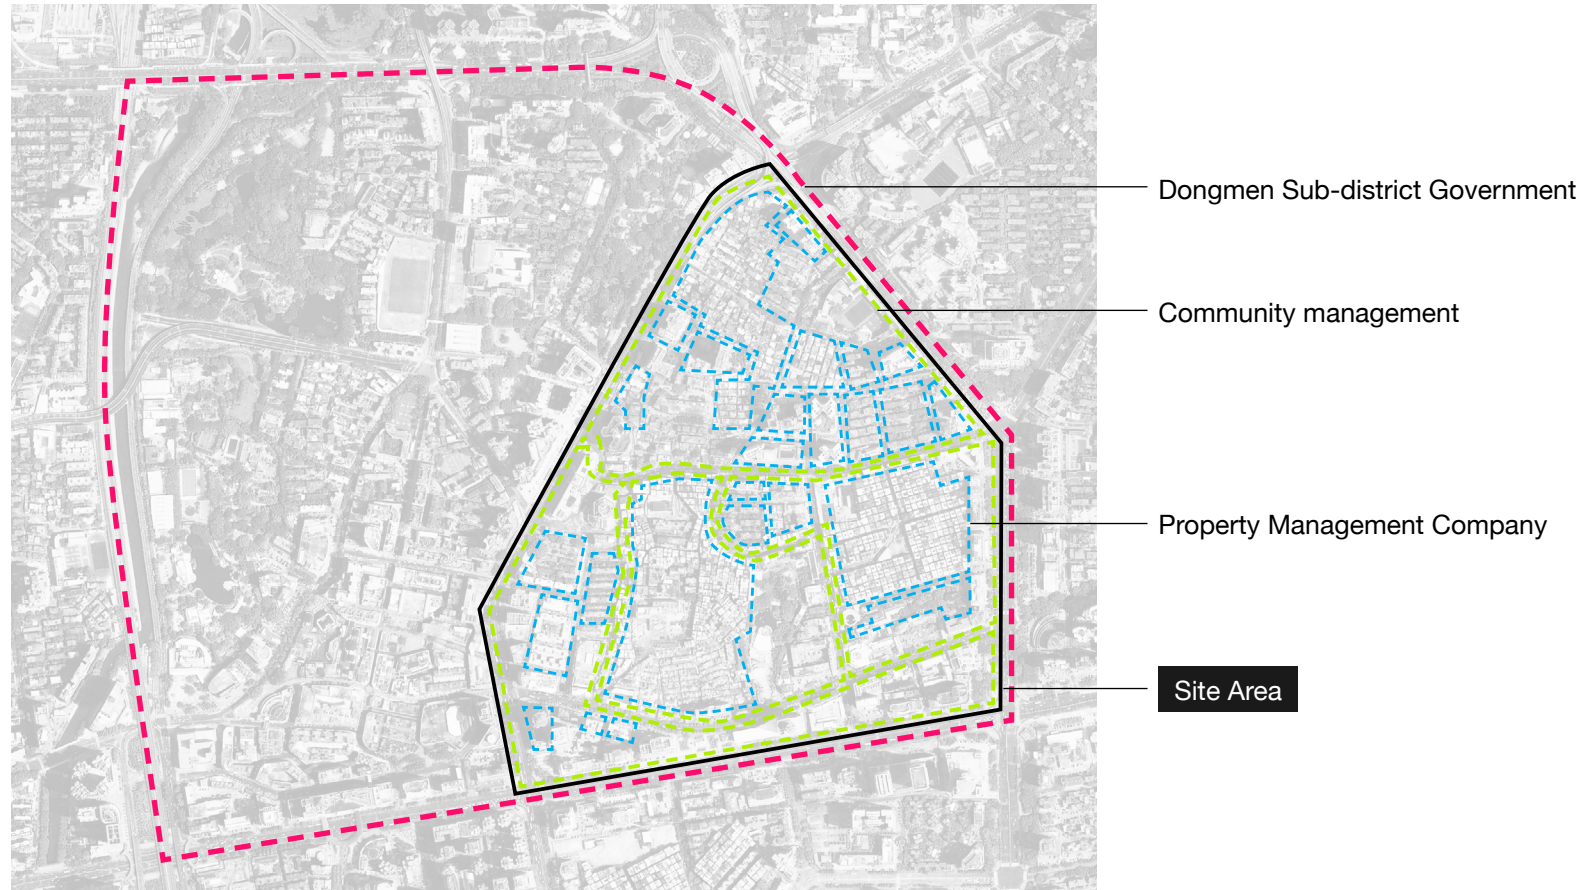 Dongmen Sub-district Government
Community management
Property Management Company
Site Area